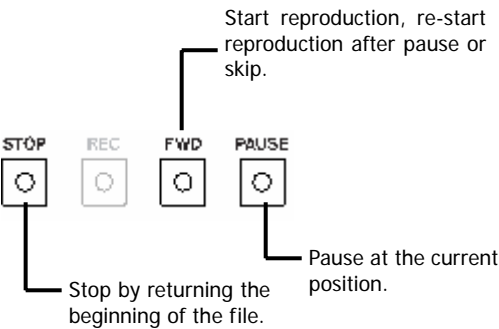 Start reproduction, re-start
reproduction after pause or
skip.
STOP REC FWD PAUSE
Pause at the current
position.
Stop by returning the
beginning of the file.